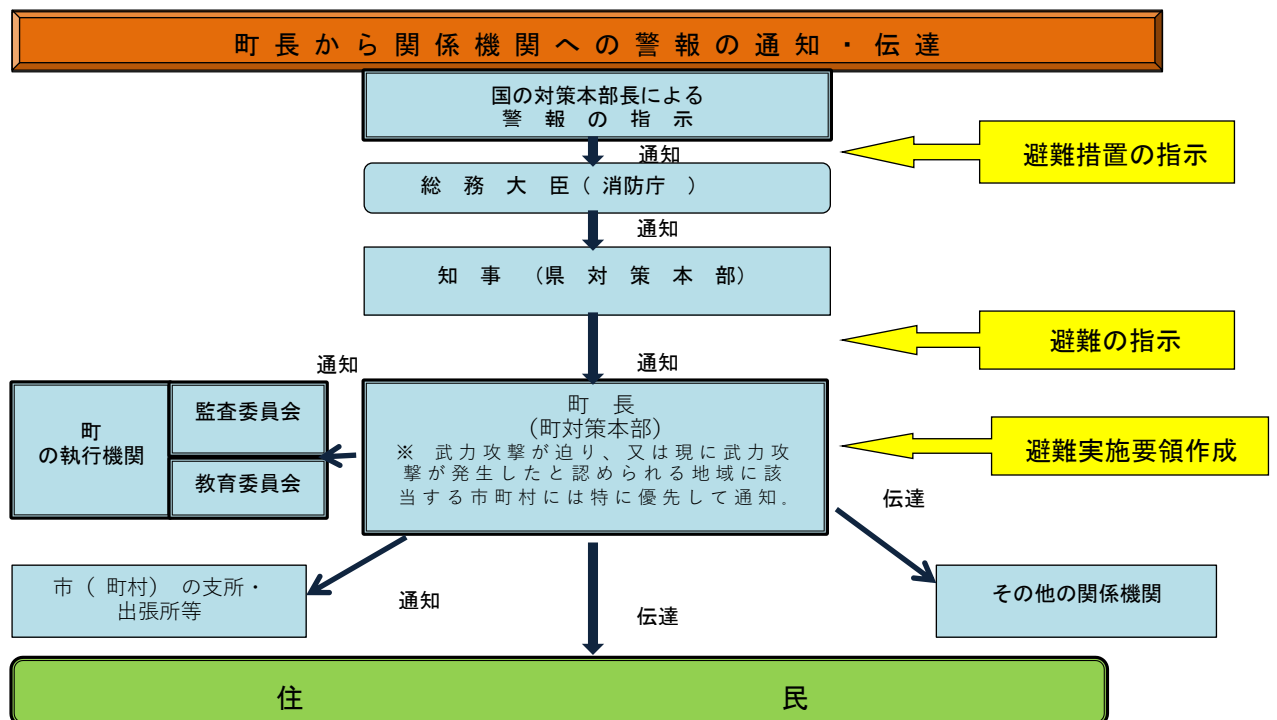 町長から関係機関への警報の通知・伝達
国の対策本部長による
警報の指示
通知
避難措置の指示
総務大臣(消防庁)
通知
知事(県対策本部)
避難の指示
通知
通知
町の執行機関
監査委員会
教育委員会
町長
(町対策本部)
※ 武力攻撃が迫り、又は現に武力攻
撃が発生したと認められる地域に該
当する市町村には特に優先して通知。
避難実施要領作成
伝達
市(町村) の支所・
出張所等
通知
伝達
その他の関係機関
住民